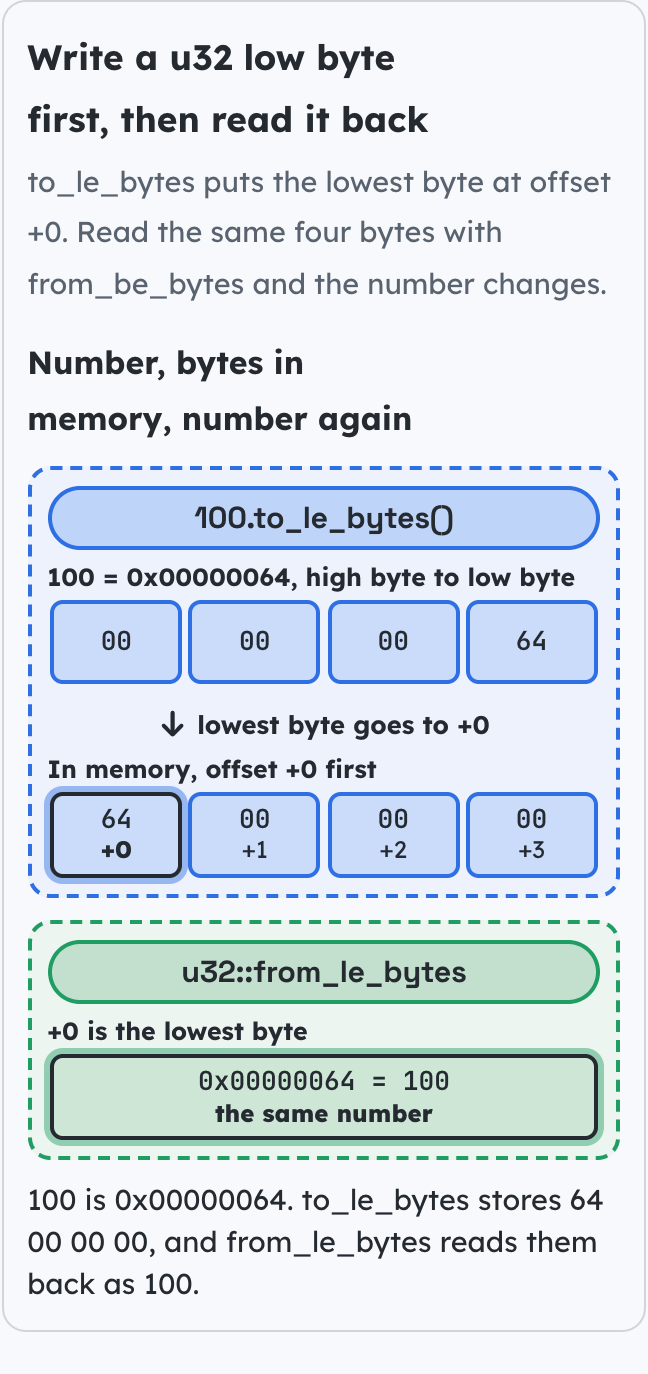 Write a u32 low byte
first, then read it back
to_le_bytes puts the lowest byte at offset
+0. Read the same four bytes with
from_be_bytes and the number changes.
Number, bytes in
memory, number again
100.to_le_bytes()
100 = 0x00000064, high byte to low byte
00 00 00 64
↓ lowest byte goes to +0
In memory, offset +0 first
64 00 00 00
+0 +1 +2 +3
u32::from_le_bytes
+0 is the lowest byte
0x00000064 = 100
the same number
100 is 0x00000064. to_le_bytes stores 64
00 00 00, and from_le_bytes reads them
back as 100.